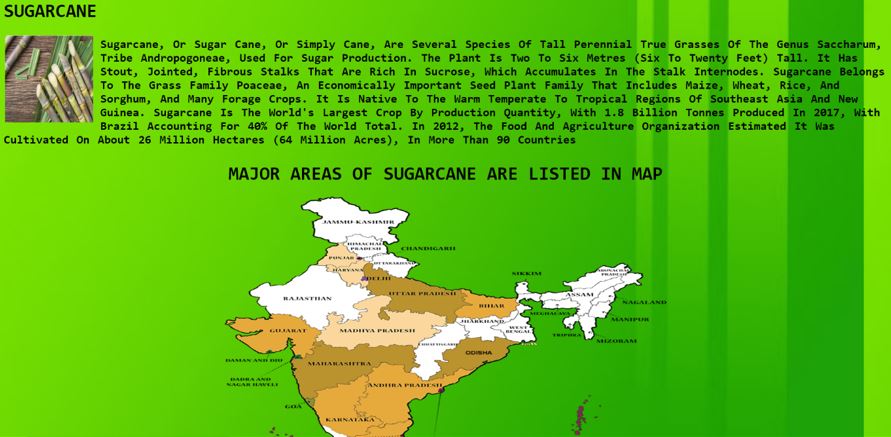 SUGARCANE
Sugarcane, Or Sugar Cane, Or Simply Cane, Are Several Species Of Tall Perennial True Grasses Of The Genus Saccharum,
Tribe Andropogoneae, Used For Sugar Production. The Plant Is Two To Six Metres (Six To Twenty Feet) Tall. It Has
Stout, Jointed, Fibrous Stalks That Are Rich In Sucrose, Which Accumulates In The Stalk Internodes. Sugarcane Belongs
To The Grass Family Poaceae, An Economically Important Seed Plant Family That Includes Maize, Wheat, Rice, And
Sorghum, And Many Forage Crops. It Is Native To The Warm Temperate To Tropical Regions Of Southeast Asia And New
Guinea. Sugarcane Is The World's Largest Crop By Production Quantity, With 1.8 Billion Tonnes Produced In 2017, With
Brazil Accounting For 40% Of The World Total. In 2012, The Food And Agriculture Organization Estimated It Was
Cultivated On About 26 Million Hectares (64 Million Acres), In More Than 90 Countries
MAJOR AREAS OF SUGARCANE ARE LISTED IN MAP
JAMMU-KASHMIR
HIMACHAL
PRADESH
CHANDIGARH
PUNJAB
UTTARAKHAND
HARYANA
DELHI
SIKKIM
ARUNACHAL
PRADESH
UTTAR PRADESH
ASSAM
RAJASTHAN
NAGALAND
BIHAR
MEGHALAYA
MANIPUR
JHARKHAND
GUJARAT
MADHYA PRADESH
WEST
BENGAL
TRIPURA
MIZORAM
CHHATTISGARH
ODISHA
DAMAN AND DIU
MAHARASHTRA
DADRA AND
NAGAR HAVELI
ANDHRA PRADESH
GOA
KARNATAKA